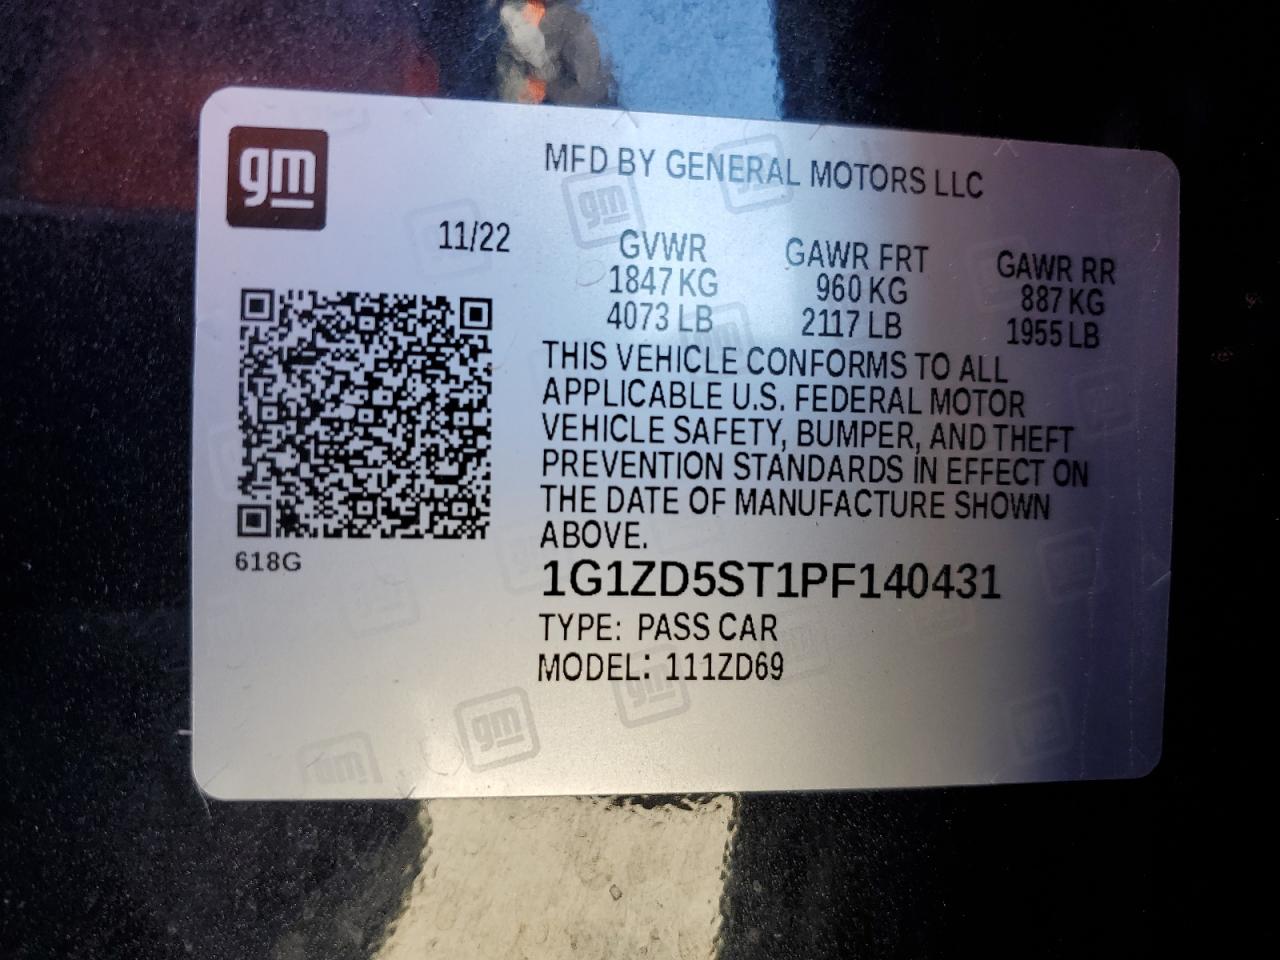 gm
MFD BY GENERAL MOTORS LLC
11/22
GVWR GAWR FRT GAWR RR
1847 KG 960 KG 887 KG
4073 LB 2117 LB 1955 LB
THIS VEHICLE CONFORMS TO ALL
APPLICABLE U.S. FEDERAL MOTOR
VEHICLE SAFETY, BUMPER, AND THEFT
PREVENTION STANDARDS IN EFFECT ON
THE DATE OF MANUFACTURE SHOWN
ABOVE.
618G
1G1ZD5ST1PF140431
TYPE: PASS CAR
MODEL: 111ZD69